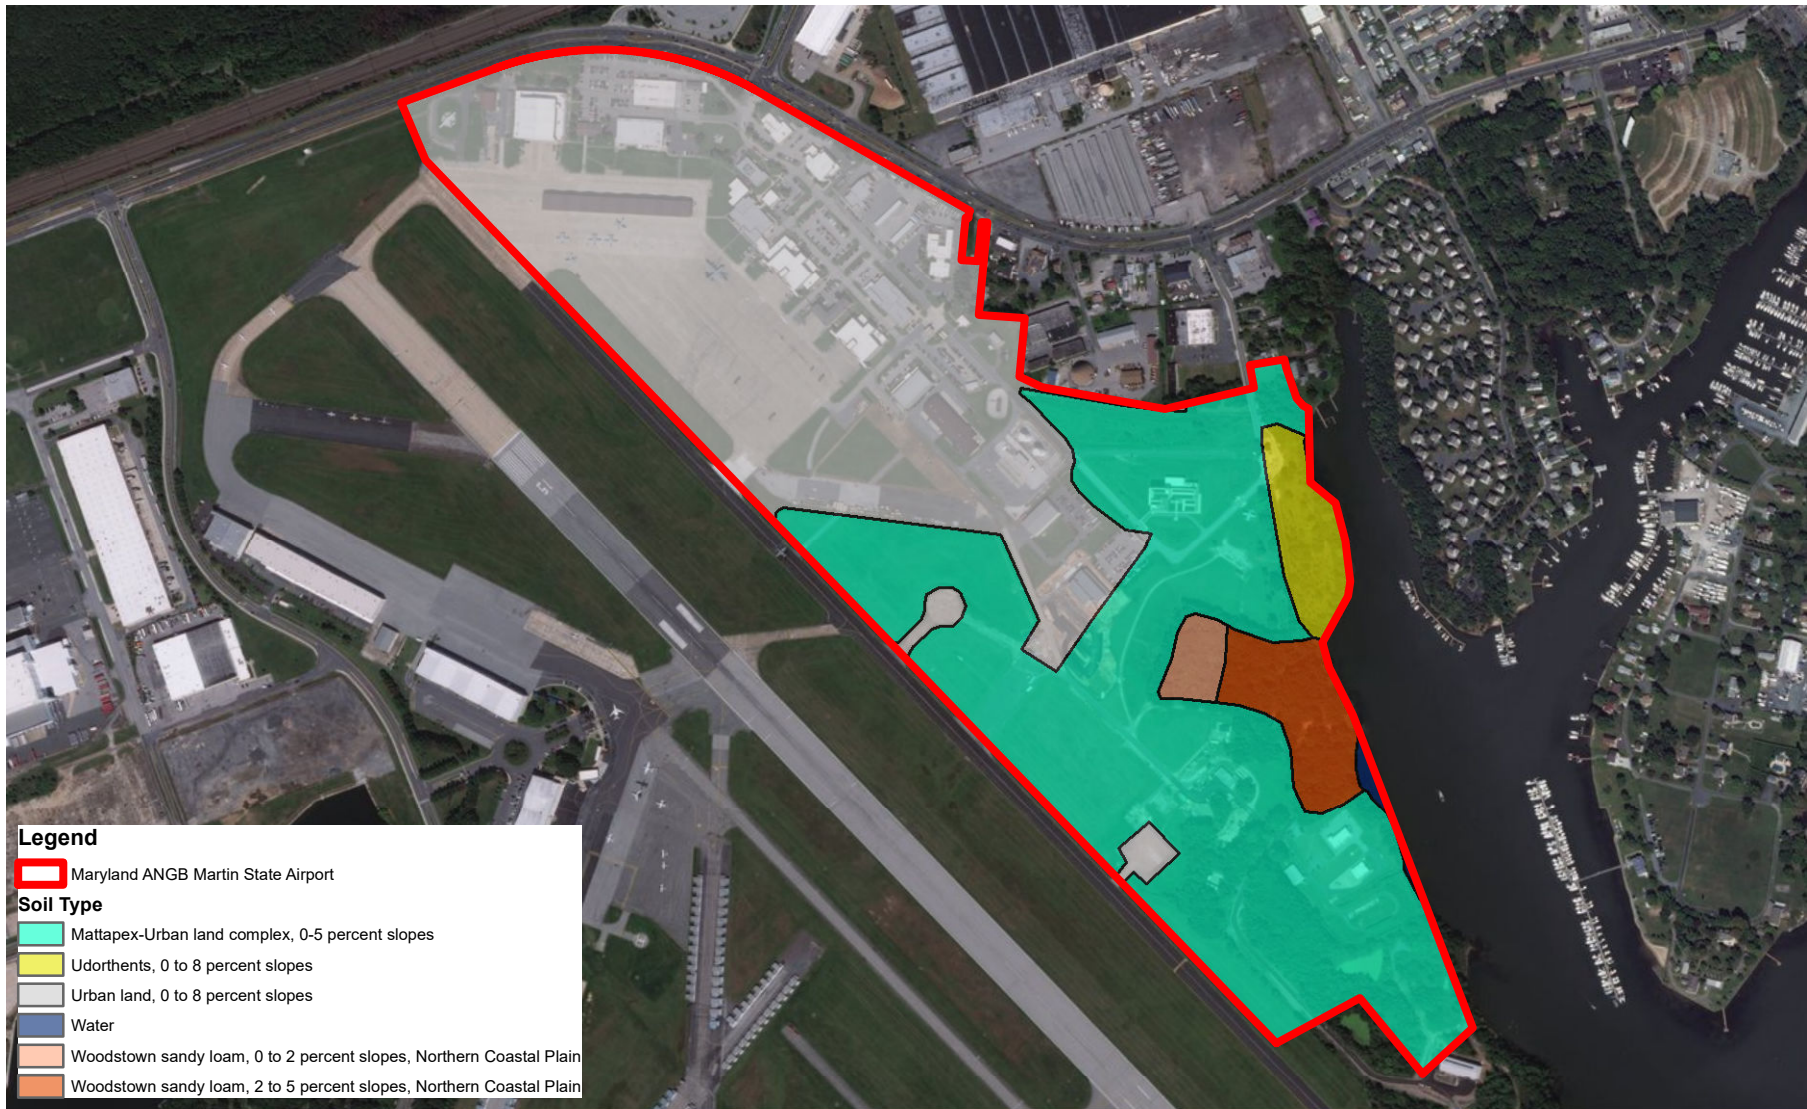 Legend
Maryland ANGB Martin State Airport
Soil Type
Mattapex-Urban land complex, 0-5 percent slopes
Udorthents, 0 to 8 percent slopes
Urban land, 0 to 8 percent slopes
Water
Woodstown sandy loam, 0 to 2 percent slopes, Northern Coastal Plain
Woodstown sandy loam, 2 to 5 percent slopes, Northern Coastal Plain